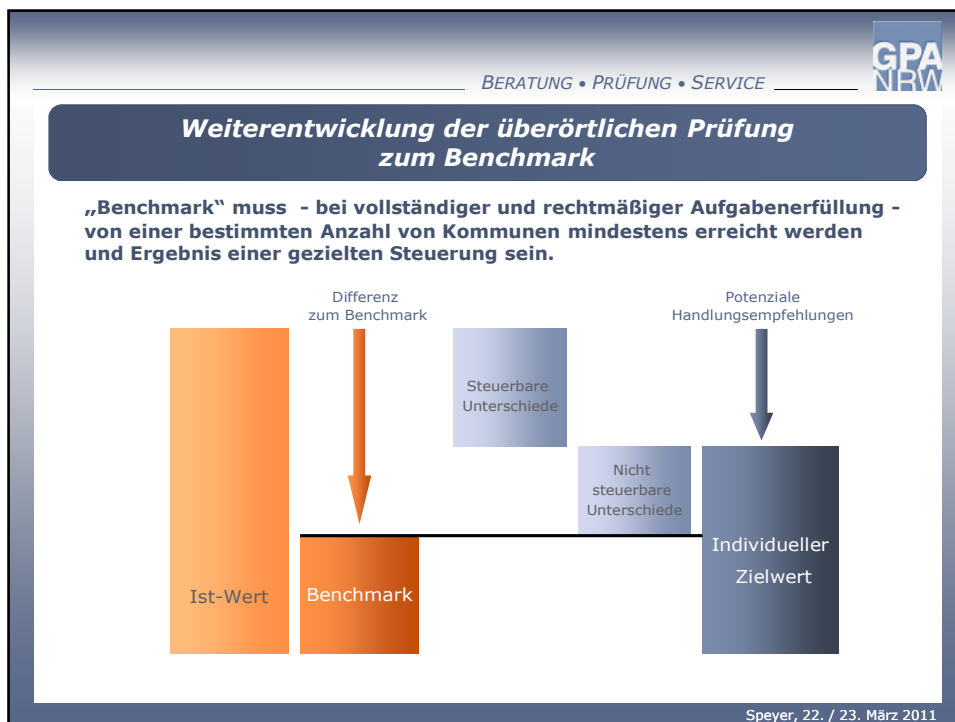 GPA
NRW
BERATUNG • PRÜFUNG • SERVICE
Weiterentwicklung der überörtlichen Prüfung
zum Benchmark
„Benchmark“ muss - bei vollständiger und rechtmäßiger Aufgabenerfüllung -
von einer bestimmten Anzahl von Kommunen mindestens erreicht werden
und Ergebnis einer gezielten Steuerung sein.
Differenz
zum Benchmark
Potenziale
Handlungsempfehlungen
Steuerbare
Unterschiede
Nicht
steuerbare
Unterschiede
Individueller
Zielwert
Ist-Wert
Benchmark
Speyer, 22. / 23. März 2011